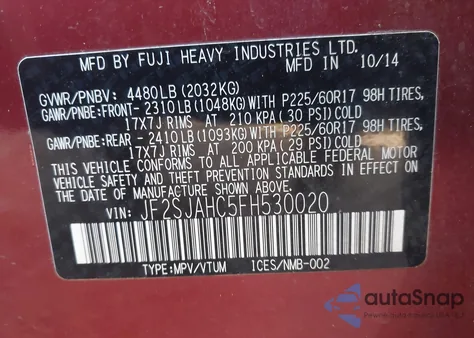 MFD BY FUJI HEAVY INDUSTRIES LTD.
MFD IN 10/14
GVWR/PNBV: 4480LB(2032KG)
GAWR/PNBE:FRONT- 2310LB(1048KG)WITH P225/60R17 98H TIRES,
17X7J RIMS AT 210 KPA(30 PSI)COLD
GAWR/PNBE:REAR - 2410LB(1093KG)WITH P225/60R17 98H TIRES,
17X7J RIMS AT 200 KPA(29 PSI)COLD
THIS VEHICLE CONFORMS TO ALL APPLICABLE FEDERAL MOTOR
VEHICLE SAFETY,BUMPER,AND THEFT PREVENTION STANDARDS IN EFFECT
ON THE DATE OF MANUFACTURE SHOWN ABOVE.
VIN: JF2SJAHC5FH530020
TYPE:MPV/VTUM ICES/NMB-002
autoSnap